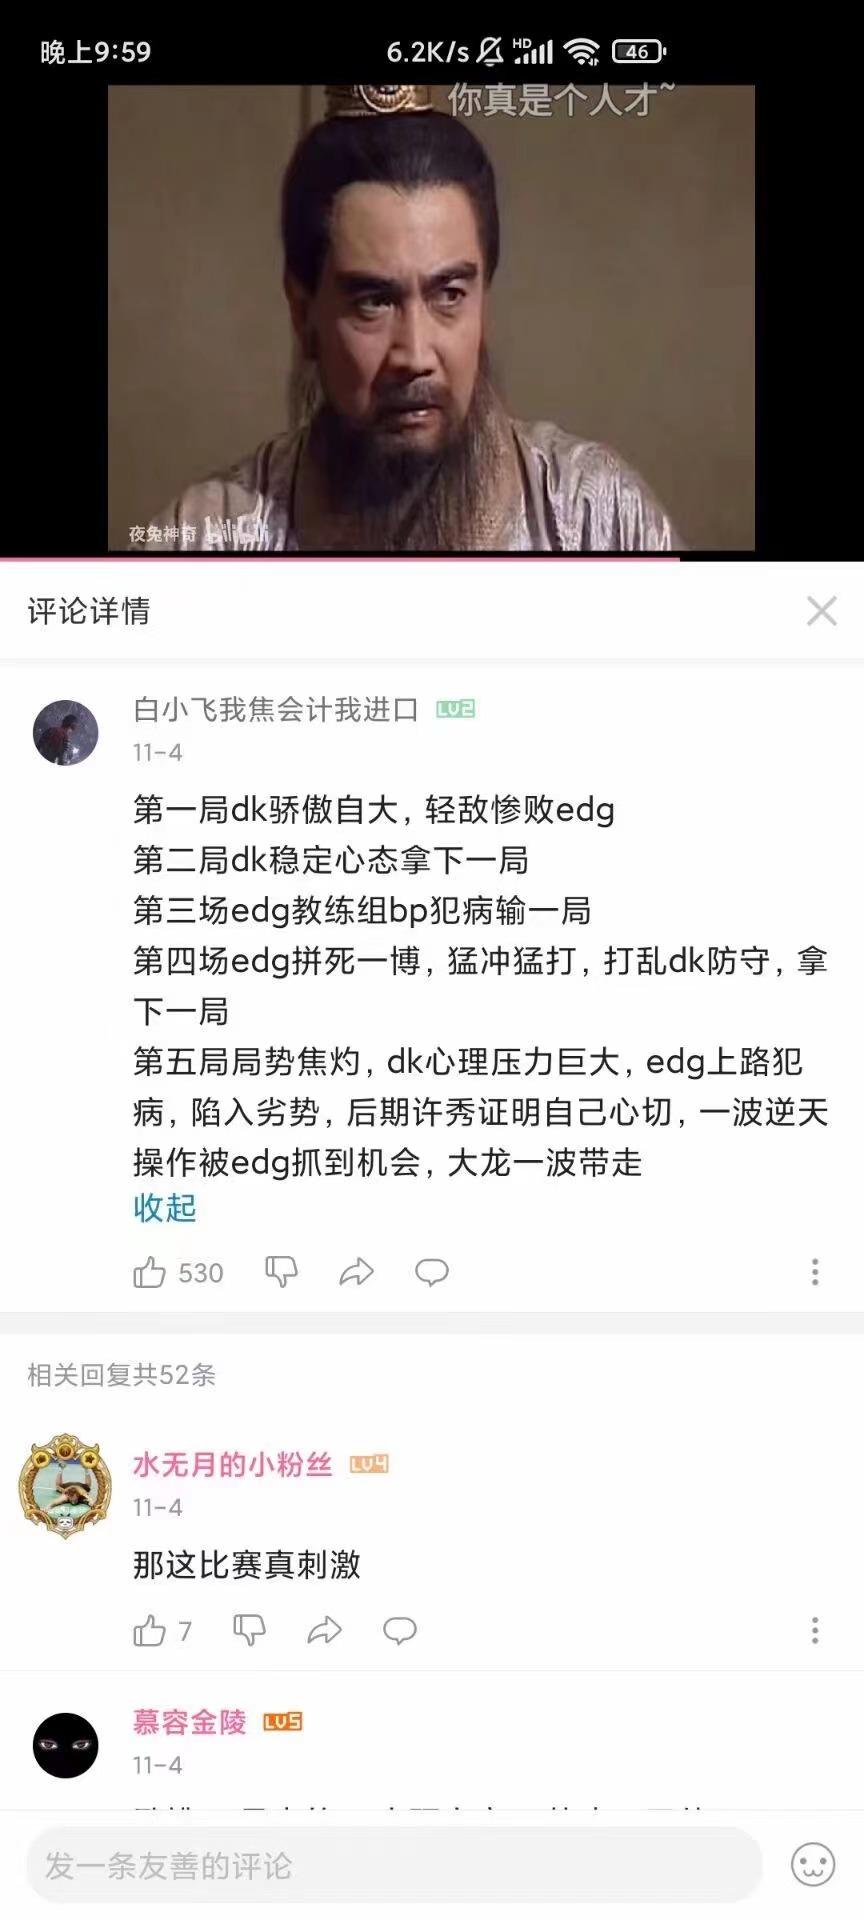 晚上9:59
6.2K/s
HD
46
你真是个人才~
夜兔神奇 bilibili
评论详情
白小飞我焦会计我进口 LV2
11-4
第一局dk骄傲自大，轻敌惨败edg
第二局dk稳定心态拿下一局
第三场edg教练组bp犯病输一局
第四场edg拼死一博，猛冲猛打，打乱dk防守，拿
下一局
第五局局势焦灼，dk心理压力巨大，edg上路犯
病，陷入劣势，后期许秀证明自己心切，一波逆天
操作被edg抓到机会，大龙一波带走
收起
530
相关回复共52条
水无月的小粉丝 LV4
11-4
那这比赛真刺激
7
慕容金陵 LV5
11-4
发一条友善的评论